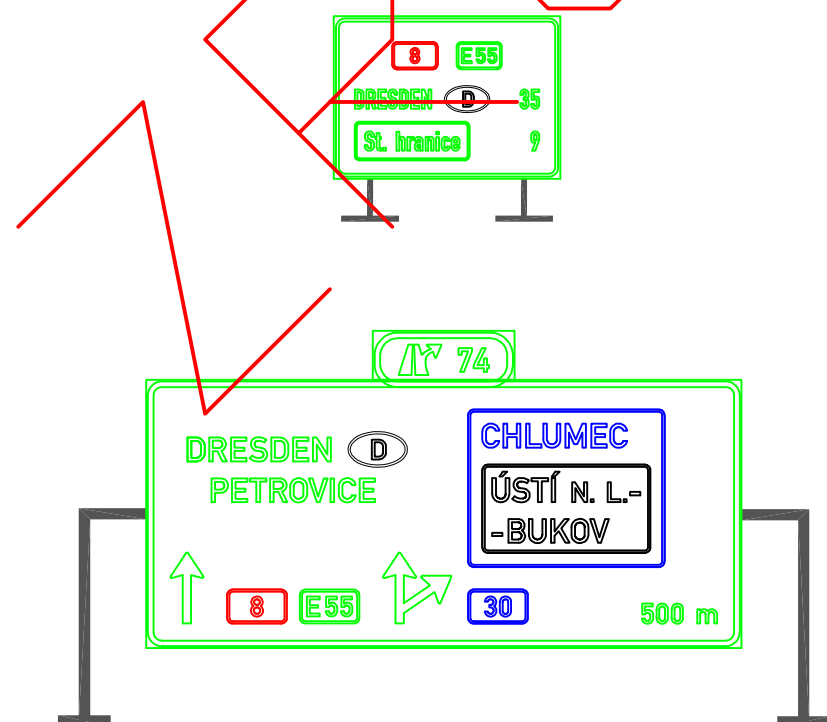 8 E55
DRESDEN D 35
St. hranice 9
74
DRESDEN D
PETROVICE
CHLUMEC
ÚSTÍ N. L.-
-BUKOV
8 E55 30 500 m